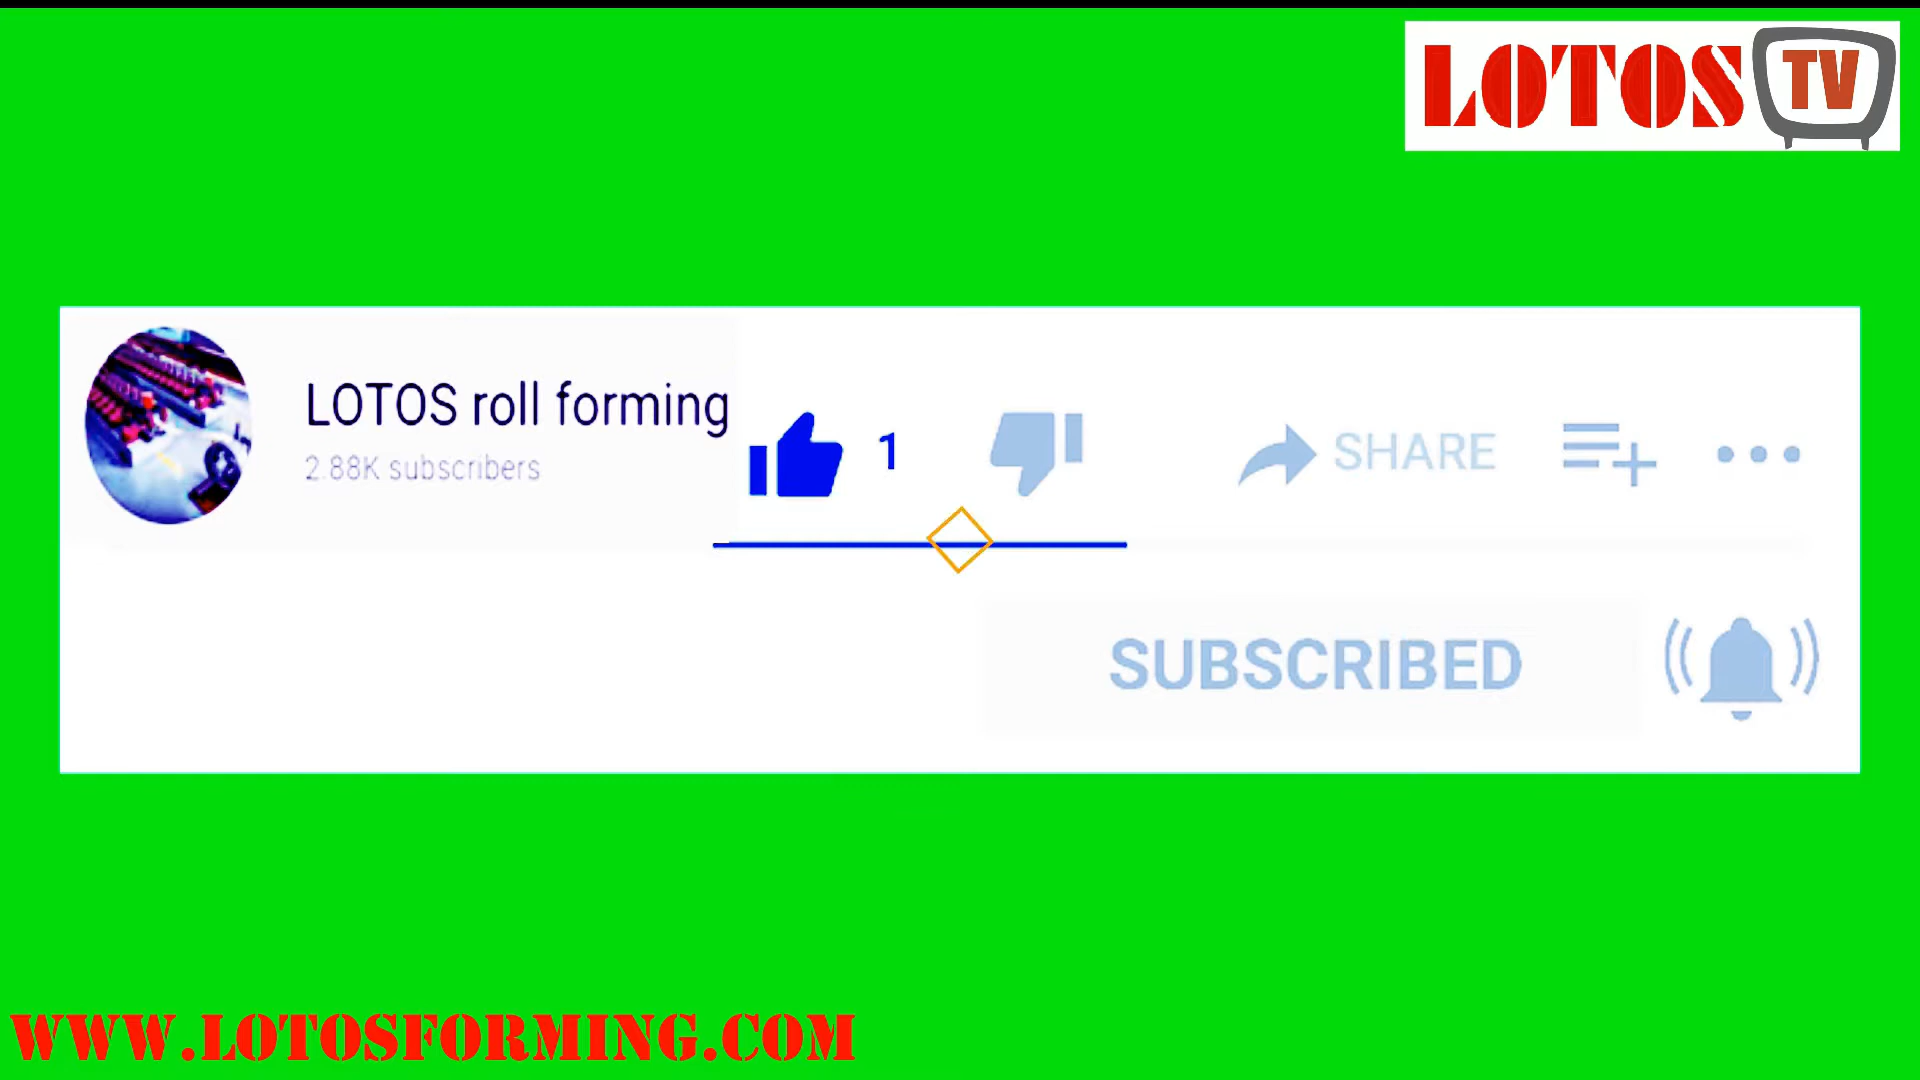 LOTOS TV
LOTOS roll forming
2.88K subscribers
1
SHARE
SUBSCRIBED
WWW.LOTOSFORMING.COM